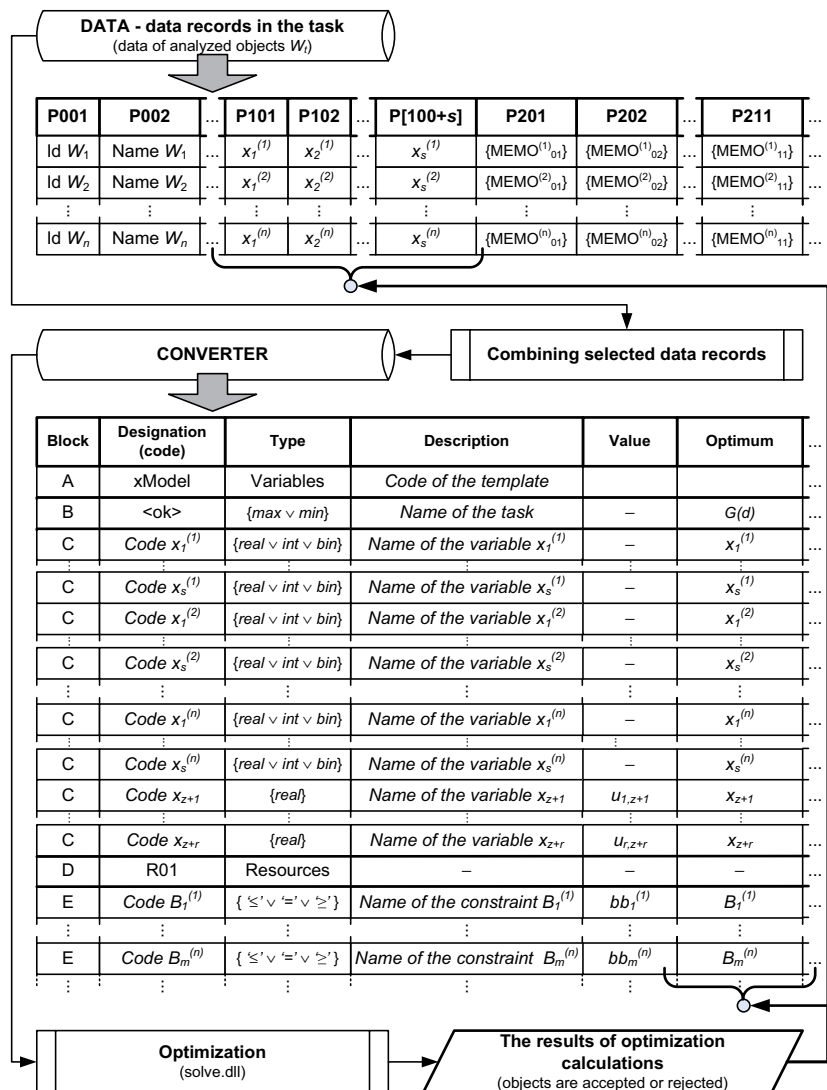 DATA - data records in the task
(data of analyzed objects Wₜ)
P001 P002 ... P101 P102 ... P[100+s] P201 P202 ... P211 ...
Id W₁ Name W₁ ... x₁⁽¹⁾ x₂⁽¹⁾ ... xₛ⁽¹⁾ {MEMO⁽¹⁾₀₁} {MEMO⁽¹⁾₀₂} ... {MEMO⁽¹⁾₁₁} ...
Id W₂ Name W₂ ... x₁⁽²⁾ x₂⁽²⁾ ... xₛ⁽²⁾ {MEMO⁽²⁾₀₁} {MEMO⁽²⁾₀₂} ... {MEMO⁽²⁾₁₁} ...
⋮ ⋮ ⋮ ⋮ ⋮ ⋮ ⋮ ⋮
Id Wₙ Name Wₙ ... x₁⁽ⁿ⁾ x₂⁽ⁿ⁾ ... xₛ⁽ⁿ⁾ {MEMO⁽ⁿ⁾₀₁} {MEMO⁽ⁿ⁾₀₂} ... {MEMO⁽ⁿ⁾₁₁} ...
CONVERTER
Combining selected data records
Block Designation (code) Type Description Value Optimum ...
A xModel Variables Code of the template ...
B <ok> {max ∨ min} Name of the task – G(d) ...
C Code x₁⁽¹⁾ {real ∨ int ∨ bin} Name of the variable x₁⁽¹⁾ – x₁⁽¹⁾ ...
⋮ ⋮ ⋮ ⋮ ⋮ ⋮
C Code xₛ⁽¹⁾ {real ∨ int ∨ bin} Name of the variable xₛ⁽¹⁾ – xₛ⁽¹⁾ ...
C Code x₁⁽²⁾ {real ∨ int ∨ bin} Name of the variable x₁⁽²⁾ – x₁⁽²⁾ ...
⋮ ⋮ ⋮ ⋮ ⋮ ⋮
C Code xₛ⁽²⁾ {real ∨ int ∨ bin} Name of the variable xₛ⁽²⁾ – xₛ⁽²⁾ ...
⋮ ⋮ ⋮ ⋮ ⋮ ⋮
C Code x₁⁽ⁿ⁾ {real ∨ int ∨ bin} Name of the variable x₁⁽ⁿ⁾ – x₁⁽ⁿ⁾ ...
⋮ ⋮ ⋮ ⋮ ⋮ ⋮
C Code xₛ⁽ⁿ⁾ {real ∨ int ∨ bin} Name of the variable xₛ⁽ⁿ⁾ – xₛ⁽ⁿ⁾ ...
C Code x_{z+1} {real} Name of the variable x_{z+1} u_{1,z+1} x_{z+1} ...
⋮ ⋮ ⋮ ⋮ ⋮ ⋮
C Code x_{z+r} {real} Name of the variable x_{z+r} u_{r,z+r} x_{z+r} ...
D R01 Resources – – – ...
E Code B₁⁽¹⁾ { '≤' ∨ '=' ∨ '≥' } Name of the constraint B₁⁽¹⁾ bb₁⁽¹⁾ B₁⁽¹⁾ ...
⋮ ⋮ ⋮ ⋮ ⋮ ⋮
E Code Bₘ⁽ⁿ⁾ { '≤' ∨ '=' ∨ '≥' } Name of the constraint Bₘ⁽ⁿ⁾ bbₘ⁽ⁿ⁾ Bₘ⁽ⁿ⁾ ...
⋮ ⋮ ⋮ ⋮ ⋮ ⋮
Optimization
(solve.dll)
The results of optimization
calculations
(objects are accepted or rejected)